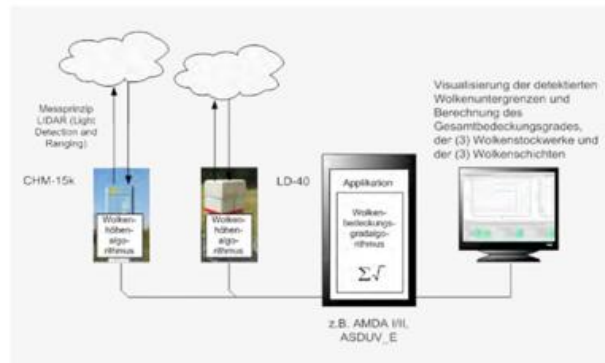 Messprinzip
LIDAR (Light
Detection and
Ranging)
CHM-15k
Wolken-
höhen-
algo-
rithmus
LD-40
Wolken-
höhen-
algo-
rithmus
Applikation
Wolken-
bedeckungs-
gradalgo-
rithmus
Σ√
z.B. AMDA I/II,
ASDUV_E
Visualisierung der detektierten
Wolkenuntergrenzen und
Berechnung des
Gesamtbedeckungsgrades,
der (3) Wolkenstockwerke und
der (3) Wolkenschichten